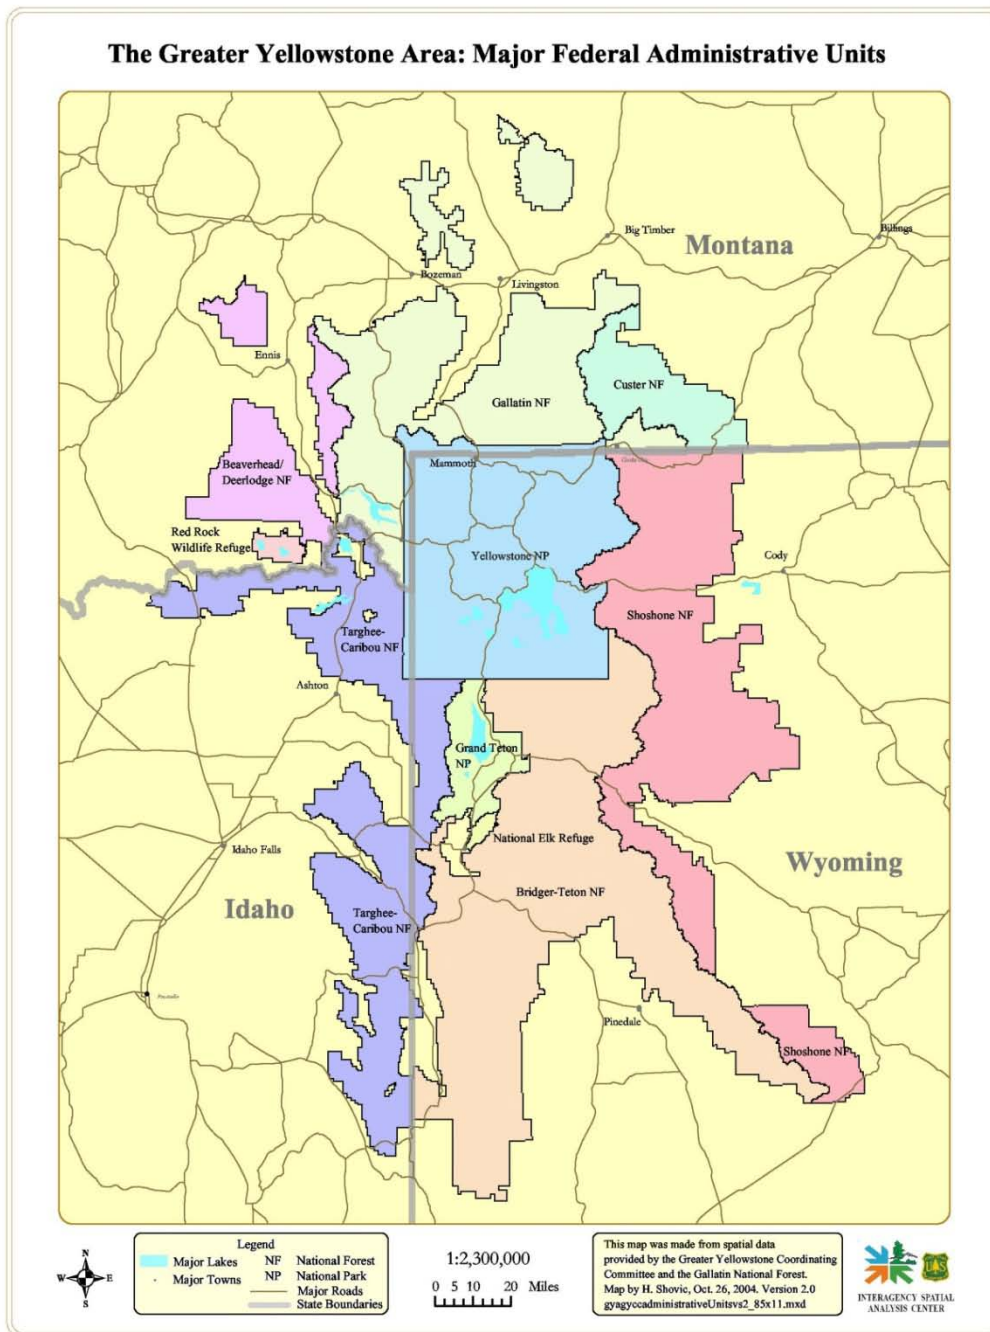 The Greater Yellowstone Area: Major Federal Administrative Units
Big Timber
Billings
Montana
Bozeman
Livingston
Ennis
Custer NF
Gallatin NF
Beaverhead/
Deerlodge NF
Mammoth
Red Rock
Wildlife Refuge
Yellowstone NP
Cody
Shoshone NF
Targhee-
Caribou NF
Ashton
Grand Teton
NP
National Elk Refuge
Idaho Falls
Wyoming
Bridger-Teton NF
Idaho
Targhee-
Caribou NF
Pinedale
Shoshone NF
N
W
E
S
Legend
Major Lakes NF National Forest
Major Towns NP National Park
Major Roads
State Boundaries
1:2,300,000
0 5 10 20 Miles
This map was made from spatial data
provided by the Greater Yellowstone Coordinating
Committee and the Gallatin National Forest.
Map by H. Shovic, Oct. 26, 2004. Version 2.0
gyagyccadministrativeUnitsvs2_85x11.mxd
UAS
INTERAGENCY SPATIAL
ANALYSIS CENTER